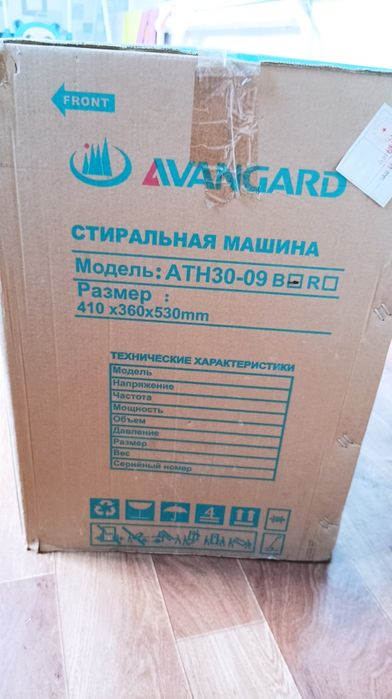 FRONT
AVANGARD
СТИРАЛЬНАЯ МАШИНА
Модель: ATH30-09 B R
Размер :
410 x360x530mm
ТЕХНИЧЕСКИЕ ХАРАКТЕРИСТИКИ
Модель
Напряжение
Частота
Мощность
Объем
Давление
Размер
Вес
Серийный номер
4